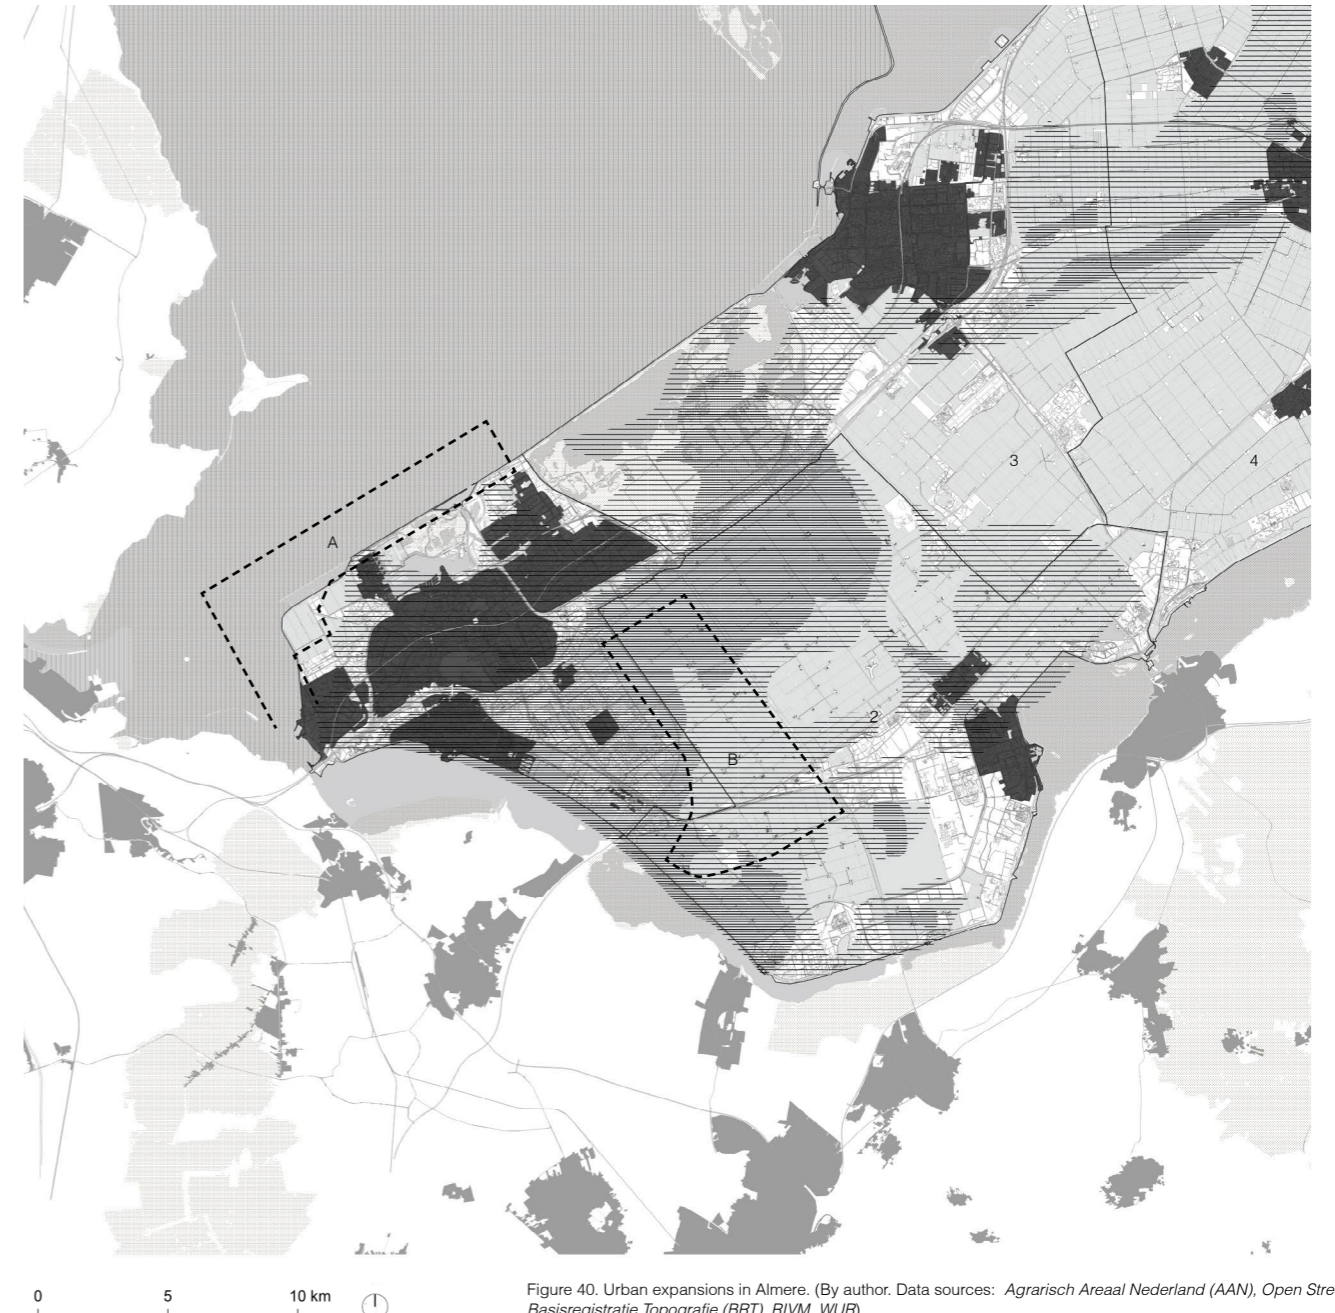 A
3
4
2
B
0 5 10 km
Figure 40. Urban expansions in Almere. (By author. Data sources: Agrarisch Areaal Nederland (AAN), Open Stre
Basisregistratie Topografie (BRT), RIVM, WUR)